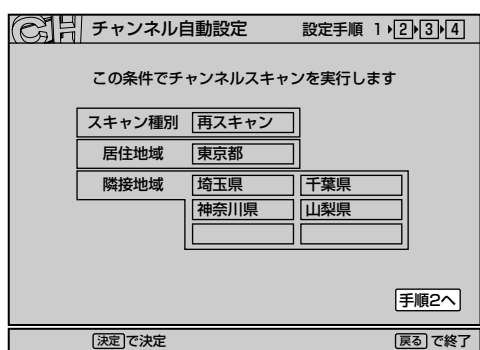 CH チャンネル自動設定 設定手順 1 2 3 4
この条件でチャンネルスキャンを実行します
スキャン種別 再スキャン
居住地域 東京都
隣接地域 埼玉県 千葉県
神奈川県 山梨県
手順2へ
決定で決定 戻るで終了